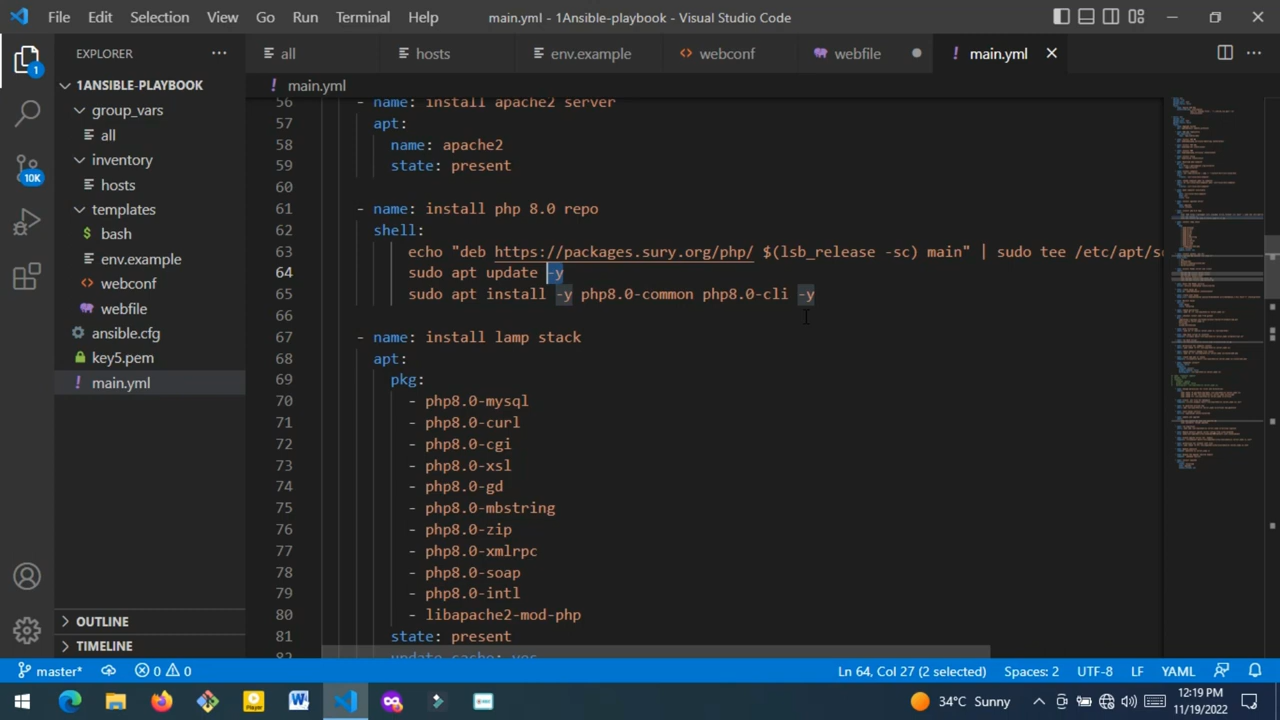 File Edit Selection View Go Run Terminal Help main.yml - 1Ansible-playbook - Visual Studio Code
EXPLORER ...
all hosts env.example webconf webfile main.yml
1
1ANSIBLE-PLAYBOOK
group_vars
all
inventory
hosts
templates
bash
env.example
webconf
webfile
ansible.cfg
key5.pem
main.yml
10K
OUTLINE
TIMELINE
main.yml
56 - name: install apache2 server
57 apt:
58 name: apache2
59 state: present
60
61 - name: install php 8.0 repo
62 shell:
63 echo "deb https://packages.sury.org/php/ $(lsb_release -sc) main" | sudo tee /etc/apt/so
64 sudo apt update -y
65 sudo apt install -y php8.0-common php8.0-cli -y
66
67 - name: install lamp stack
68 apt:
69 pkg:
70 - php8.0-mysql
71 - php8.0-curl
72 - php8.0-cgi
73 - php8.0-xsl
74 - php8.0-gd
75 - php8.0-mbstring
76 - php8.0-zip
77 - php8.0-xmlrpc
78 - php8.0-soap
79 - php8.0-intl
80 - libapache2-mod-php
81 state: present
82 update_cache: yes
master* 0 0 Ln 64, Col 27 (2 selected) Spaces: 2 UTF-8 LF YAML
Player 34°C Sunny 12:19 PM
11/19/2022